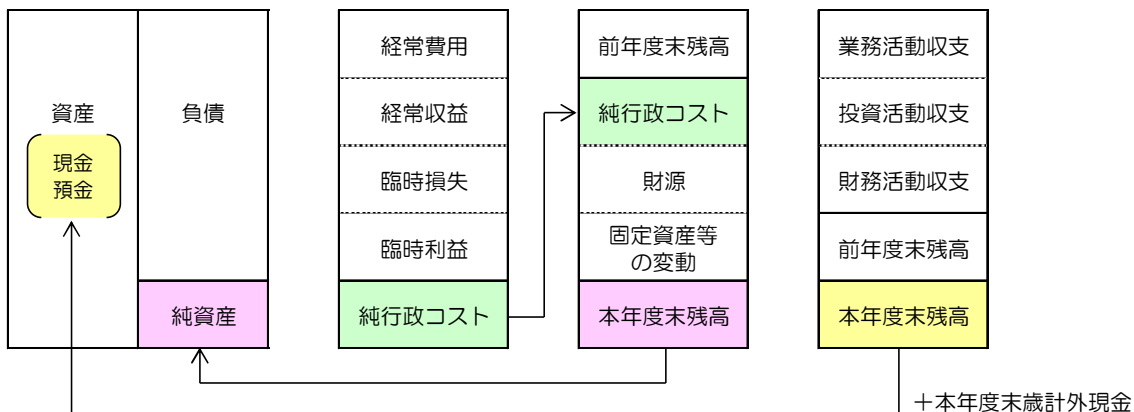 資産
現金
預金
負債
純資産
経常費用
経常収益
臨時損失
臨時利益
純行政コスト
前年度末残高
純行政コスト
財源
固定資産等
の変動
本年度末残高
業務活動収支
投資活動収支
財務活動収支
前年度末残高
本年度末残高
＋本年度末歳計外現金